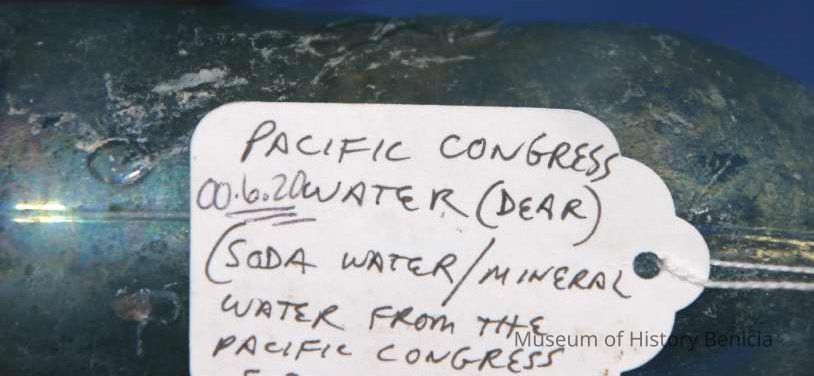 PACIFIC CONGRESS
00.6.20 WATER (DEAR)
(SODA WATER/MINERAL
WATER FROM THE
PACIFIC CONGRESS
Museum of History Benicia